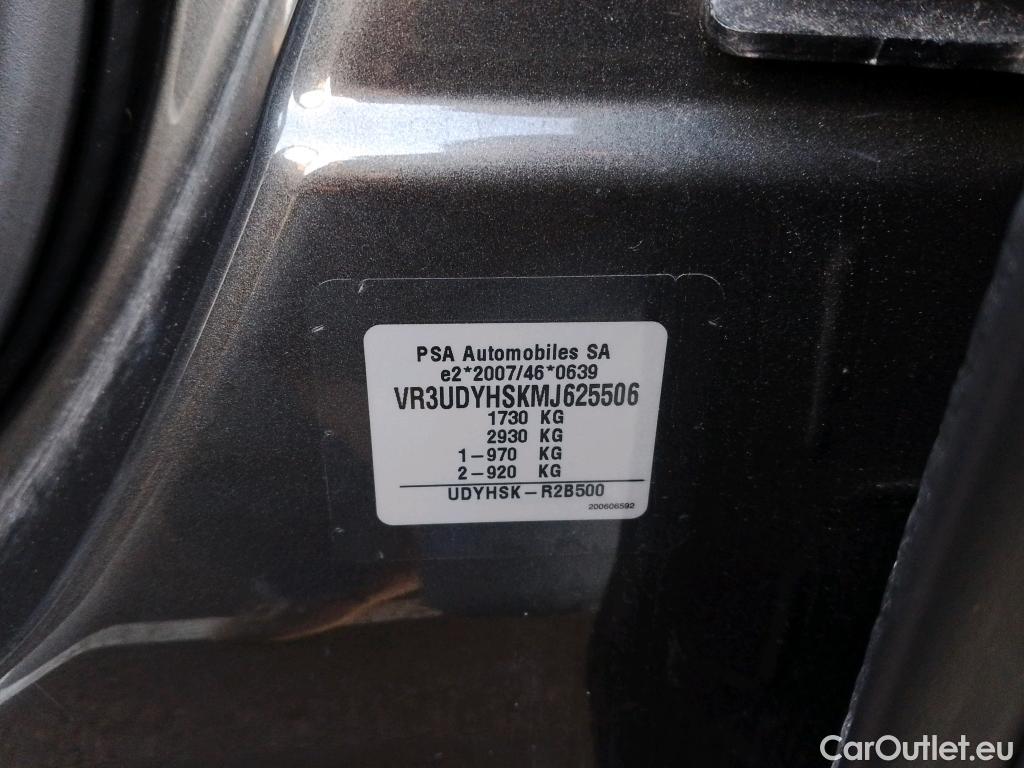 PSA Automobiles SA
e2*2007/46*0639
VR3UDYHSKMJ625506
1730 KG
2930 KG
1-970 KG
2-920 KG
UDYHSK-R2B500
200606592
CarOutlet.eu